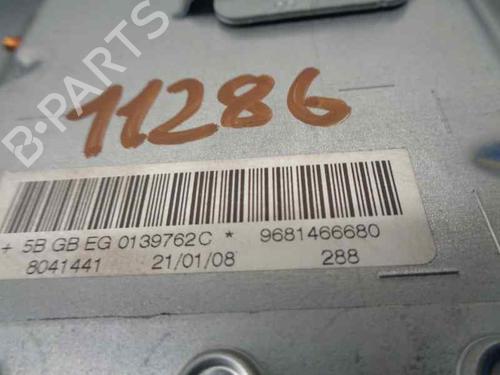 B-PARTS
11286
+ 5B GB EG 0139762C * 9681466680
8041441 21/01/08 288